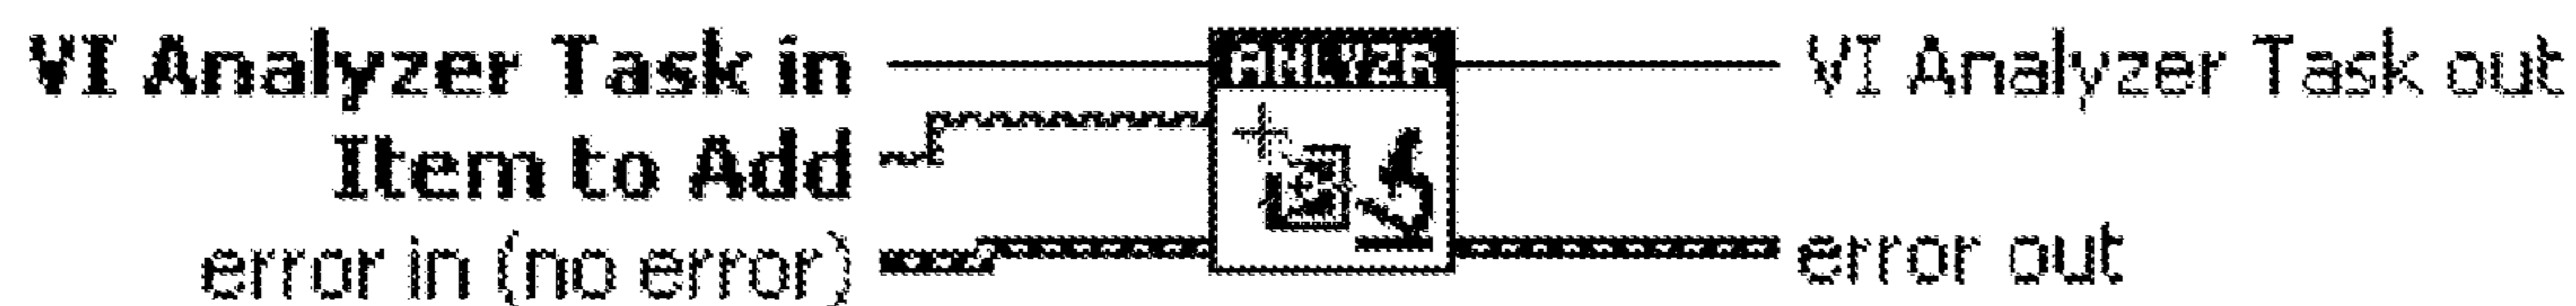 VI Analyzer Task in
Item to Add
error in (no error)
ANLYZR
VI Analyzer Task out
error out